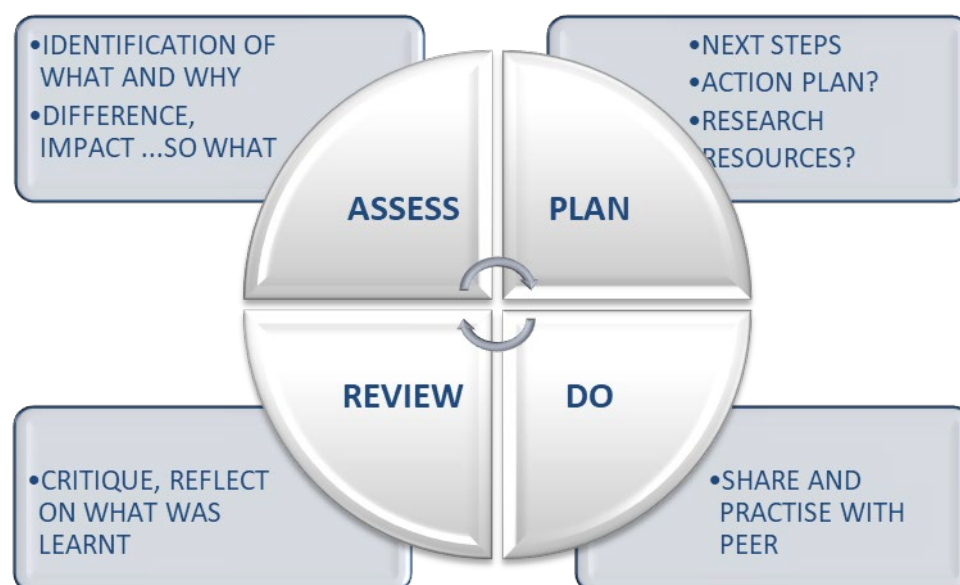 •IDENTIFICATION OF
WHAT AND WHY
•DIFFERENCE,
IMPACT ...SO WHAT
•NEXT STEPS
•ACTION PLAN?
•RESEARCH
RESOURCES?
ASSESS
PLAN
REVIEW
DO
•CRITIQUE, REFLECT
ON WHAT WAS
LEARNT
•SHARE AND
PRACTISE WITH
PEER